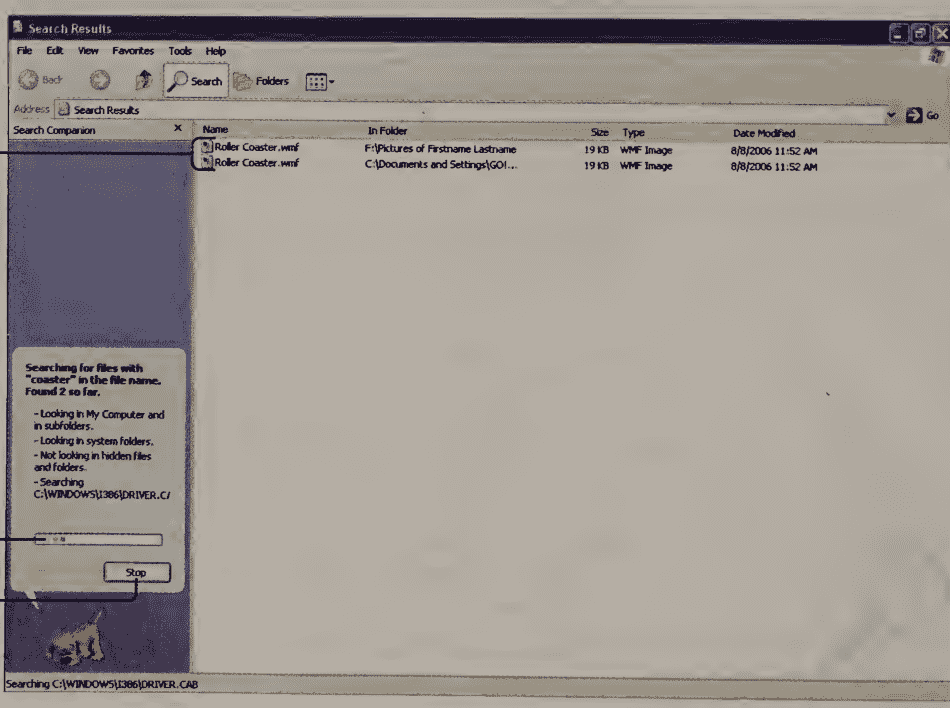 Search Results
File Edit View Favorites Tools Help
Back Search Folders
Address Search Results Go
Search Companion
Name In Folder Size Type Date Modified
Roller Coaster.wmf F:\Pictures of Firstname Lastname 19 KB WMF Image 8/8/2006 11:52 AM
Roller Coaster.wmf C:\Documents and Settings\GO!... 19 KB WMF Image 8/8/2006 11:52 AM
Searching for files with
"coaster" in the file name.
Found 2 so far.
- Looking in My Computer and
in subfolders.
- Looking in system folders.
- Not looking in hidden files
and folders.
- Searching
C:\WINDOWS\I386\DRIVER.C/
Stop
Searching C:\WINDOWS\I386\DRIVER.CAB